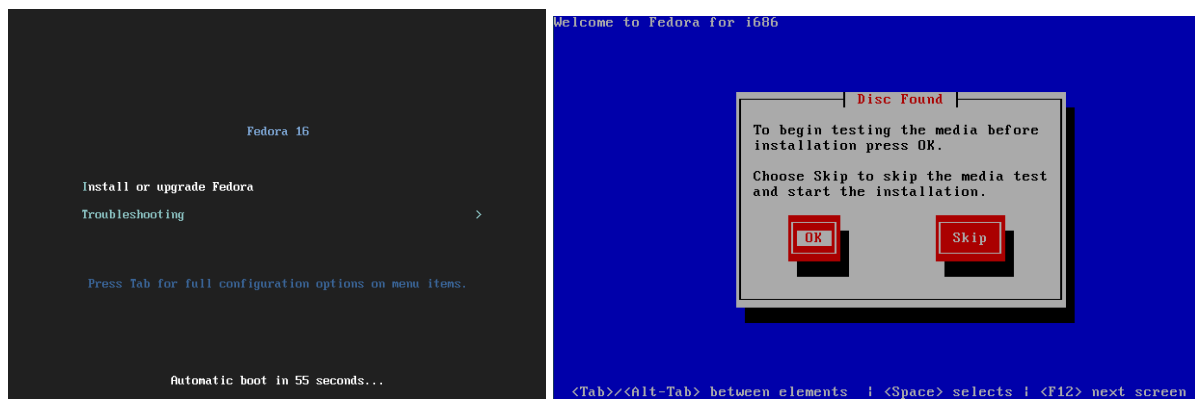 Fedora 16
Install or upgrade Fedora
Troubleshooting >
Press Tab for full configuration options on menu items.
Automatic boot in 55 seconds...
Welcome to Fedora for i686
Disc Found
To begin testing the media before
installation press OK.
Choose Skip to skip the media test
and start the installation.
OK Skip
<Tab>/<Alt-Tab> between elements | <Space> selects | <F12> next screen